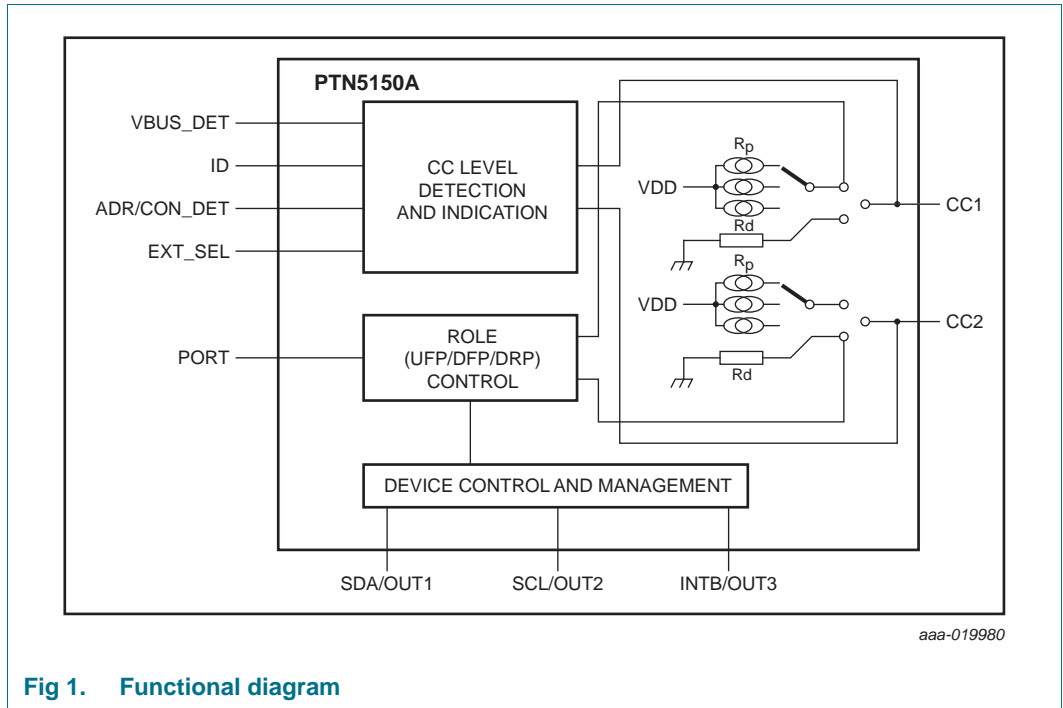 PTN5150A
VBUS_DET
ID
ADR/CON_DET
EXT_SEL
CC LEVEL
DETECTION
AND INDICATION
Rp
VDD
Rd
CC1
Rp
VDD
Rd
CC2
PORT
ROLE
(UFP/DFP/DRP)
CONTROL
DEVICE CONTROL AND MANAGEMENT
SDA/OUT1
SCL/OUT2
INTB/OUT3
aaa-019980
Fig 1. Functional diagram